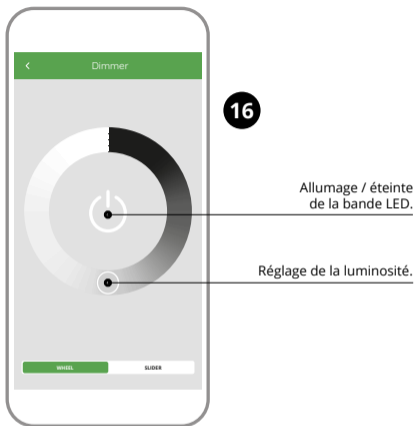 Dimmer
16
Allumage / éteinte
de la bande LED.
Réglage de la luminosité.
WHEEL
SLIDER